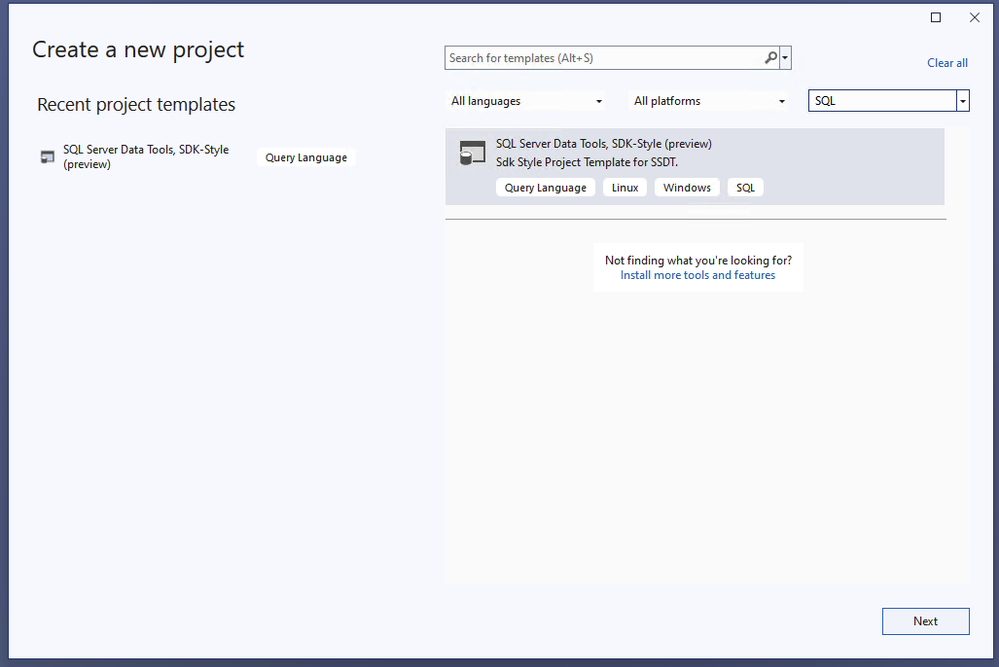 Create a new project
Search for templates (Alt+S)
Clear all
Recent project templates
All languages
All platforms
SQL
SQL Server Data Tools, SDK-Style
(preview)
Query Language
SQL Server Data Tools, SDK-Style (preview)
Sdk Style Project Template for SSDT.
Query Language
Linux
Windows
SQL
Not finding what you're looking for?
Install more tools and features
Next